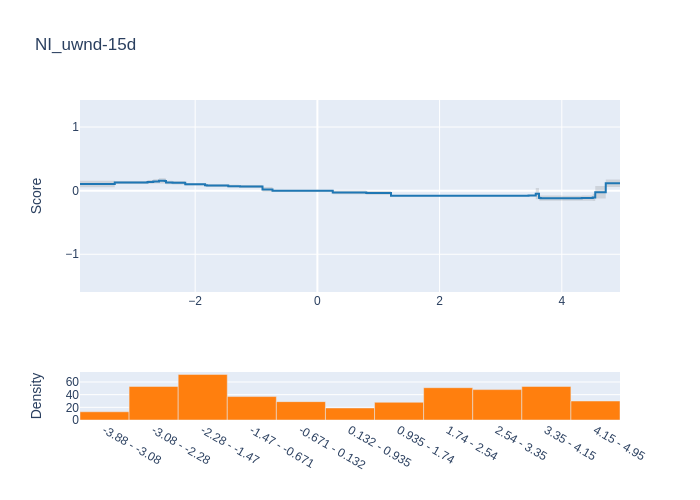 NI_uwnd-15d
Score
1
0
−1
−2
0
2
4
Density
60
40
20
0
-3.88 - -3.08
-3.08 - -2.28
-2.28 - -1.47
-1.47 - -0.671
-0.671 - 0.132
0.132 - 0.935
0.935 - 1.74
1.74 - 2.54
2.54 - 3.35
3.35 - 4.15
4.15 - 4.95